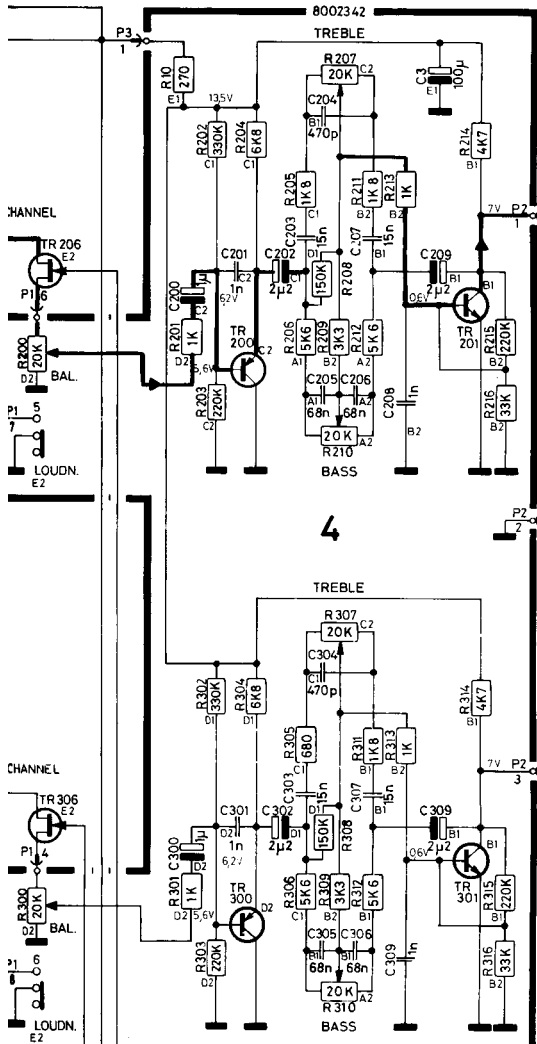 8002342
P3
1
TREBLE
R207
20K
C2
R10
270
E1
13,5V
C204
B1
470p
C3
100µ
E1
R202
330K
C1
R204
6K8
C1
R214
4K7
B1
R205
1K8
C1
R211
1K8
B2
R213
1K
B2
CHANNEL
TR206
E2
P1
6
7V
P2
1
C203
15n
D1
C207
15n
B2
C201
C2
1n
C202
C1
2µ2
C209
B1
2µ2
B1
C200
1µ
C2
6,2V
150K
R208
0,6V
R201
1K
D2
5,6V
TR
200
C2
TR
201
R200
20K
D2
BAL.
R206
5K6
A1
R209
3K3
B2
R212
5K6
A2
R215
220K
B1
R203
220K
C2
C205
A1
68n
C206
A2
68n
C208
1n
B2
R216
33K
B2
P1
7
5
LOUDN.
E2
20K
R210
A2
BASS
4
P2
2
TREBLE
R307
20K
C2
C304
C1
470p
R302
330K
D1
R304
6K8
D1
R314
4K7
B1
R305
680
C1
R311
1K8
B1
R313
1K
B2
CHANNEL
TR306
E2
P1
4
7V
P2
3
C303
15n
D1
C307
15n
B1
C301
D2
1n
C302
D1
2µ2
C309
B1
2µ2
B1
C300
1µ
D2
6,2V
150K
R308
0,6V
R301
1K
D2
5,6V
TR
300
D2
TR
301
R300
20K
D2
BAL.
R306
5K6
C1
R309
3K3
B2
R312
5K6
B1
R315
220K
B1
R303
220K
D2
C305
B1
68n
C306
B1
68n
C309
1n
R316
33K
B2
P1
8
6
LOUDN.
E2
20K
R310
A2
BASS